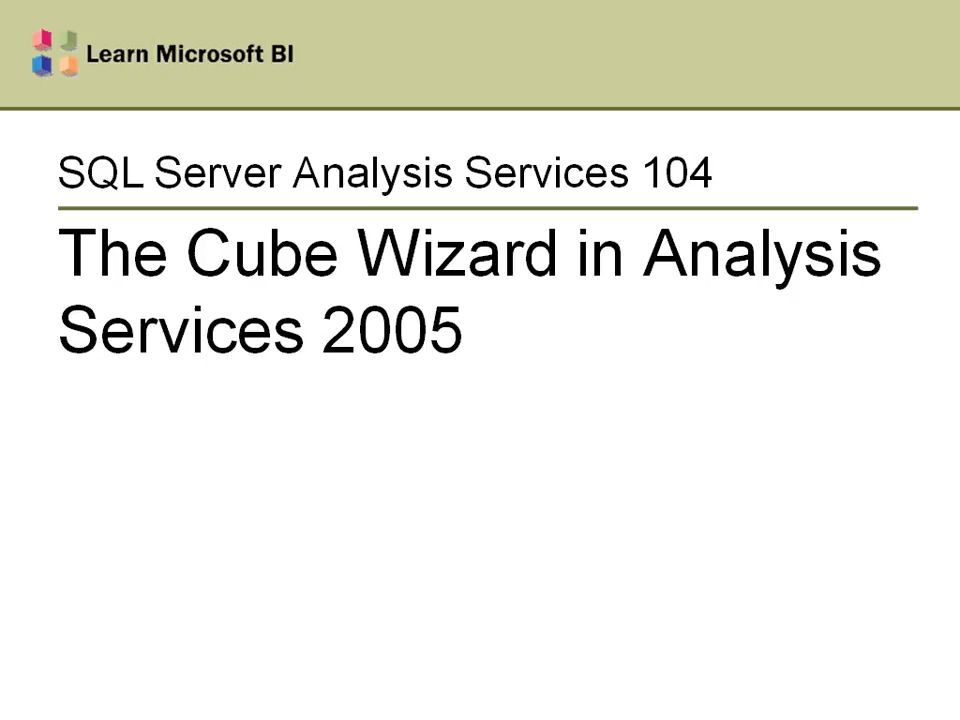 Learn Microsoft BI
SQL Server Analysis Services 104
The Cube Wizard in Analysis
Services 2005